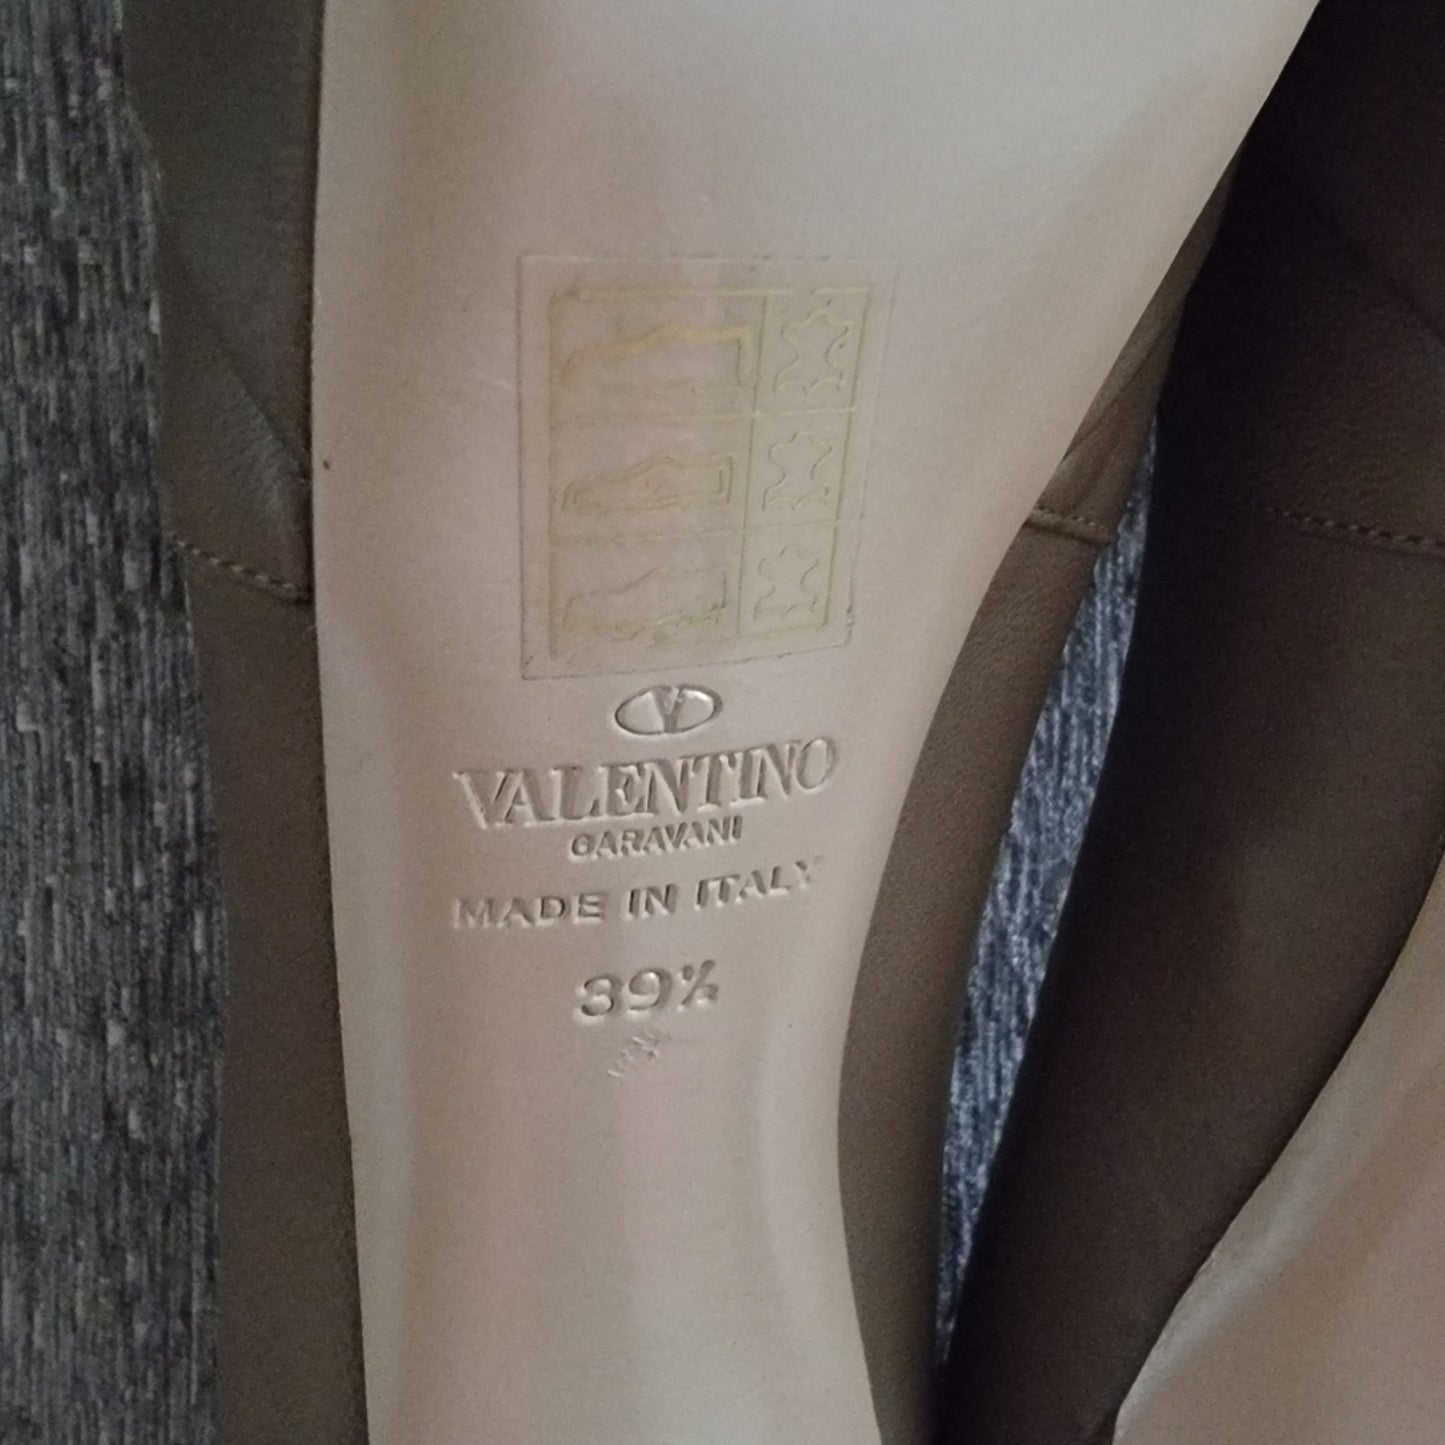 V
VALENTINO
GARAVANI
MADE IN ITALY
39½